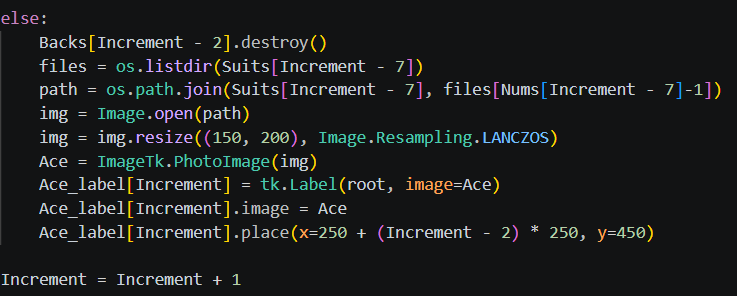 else:
    Backs[Increment - 2].destroy()
    files = os.listdir(Suits[Increment - 7])
    path = os.path.join(Suits[Increment - 7], files[Nums[Increment - 7]-1])
    img = Image.open(path)
    img = img.resize((150, 200), Image.Resampling.LANCZOS)
    Ace = ImageTk.PhotoImage(img)
    Ace_label[Increment] = tk.Label(root, image=Ace)
    Ace_label[Increment].image = Ace
    Ace_label[Increment].place(x=250 + (Increment - 2) * 250, y=450)

Increment = Increment + 1